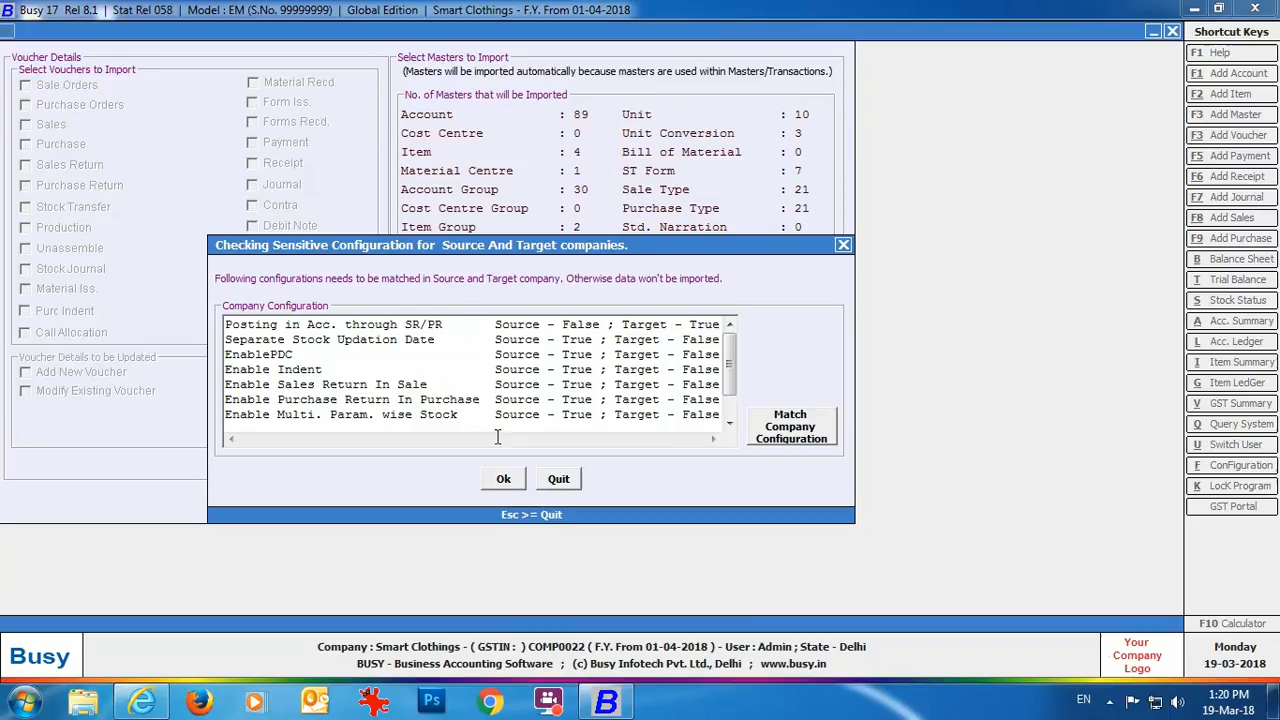 Busy 17 Rel 8.1 | Stat Rel 058 | Model : EM (S.No. 99999999) | Global Edition | Smart Clothings - F.Y. From 01-04-2018 |
Voucher Details
Select Vouchers to Import
Sale Orders
Purchase Orders
Sales
Purchase
Sales Return
Purchase Return
Stock Transfer
Production
Unassemble
Stock Journal
Material Iss.
Purc Indent
Call Allocation
Material Recd.
Form Iss.
Forms Recd.
Payment
Receipt
Journal
Contra
Debit Note
Voucher Details to be Updated
Add New Voucher
Modify Existing Voucher
Select Masters to Import
(Masters will be imported automatically because masters are used within Masters/Transactions.)
No. of Masters that will be Imported
Account : 89 Unit : 10
Cost Centre : 0 Unit Conversion : 3
Item : 4 Bill of Material : 0
Material Centre : 1 ST Form : 7
Account Group : 30 Sale Type : 21
Cost Centre Group : 0 Purchase Type : 21
Item Group : 2 Std. Narration : 0
Checking Sensitive Configuration for Source And Target companies.
Following configurations needs to be matched in Source and Target company. Otherwise data won't be imported.
Company Configuration
Posting in Acc. through SR/PR Source - False ; Target - True
Separate Stock Updation Date Source - True ; Target - False
EnablePDC Source - True ; Target - False
Enable Indent Source - True ; Target - False
Enable Sales Return In Sale Source - True ; Target - False
Enable Purchase Return In Purchase Source - True ; Target - False
Enable Multi. Param. wise Stock Source - True ; Target - False
Match
Company
Configuration
Ok Quit
Esc >= Quit
Shortcut Keys
F1 Help
F1 Add Account
F2 Add Item
F3 Add Master
F3 Add Voucher
F5 Add Payment
F6 Add Receipt
F7 Add Journal
F8 Add Sales
F9 Add Purchase
B Balance Sheet
T Trial Balance
S Stock Status
A Acc. Summary
L Acc. Ledger
I Item Summary
G Item LedGer
V GST Summary
Q Query System
U Switch User
F ConFiguration
K LocK Program
GST Portal
F10 Calculator
Busy
Company : Smart Clothings - ( GSTIN : ) COMP0022 ( F.Y. From 01-04-2018 ) - User : Admin ; State - Delhi
BUSY - Business Accounting Software ; (c) Busy Infotech Pvt. Ltd., Delhi ; www.busy.in
Your
Company
Logo
Monday
19-03-2018
Ps
EN
1:20 PM
19-Mar-18